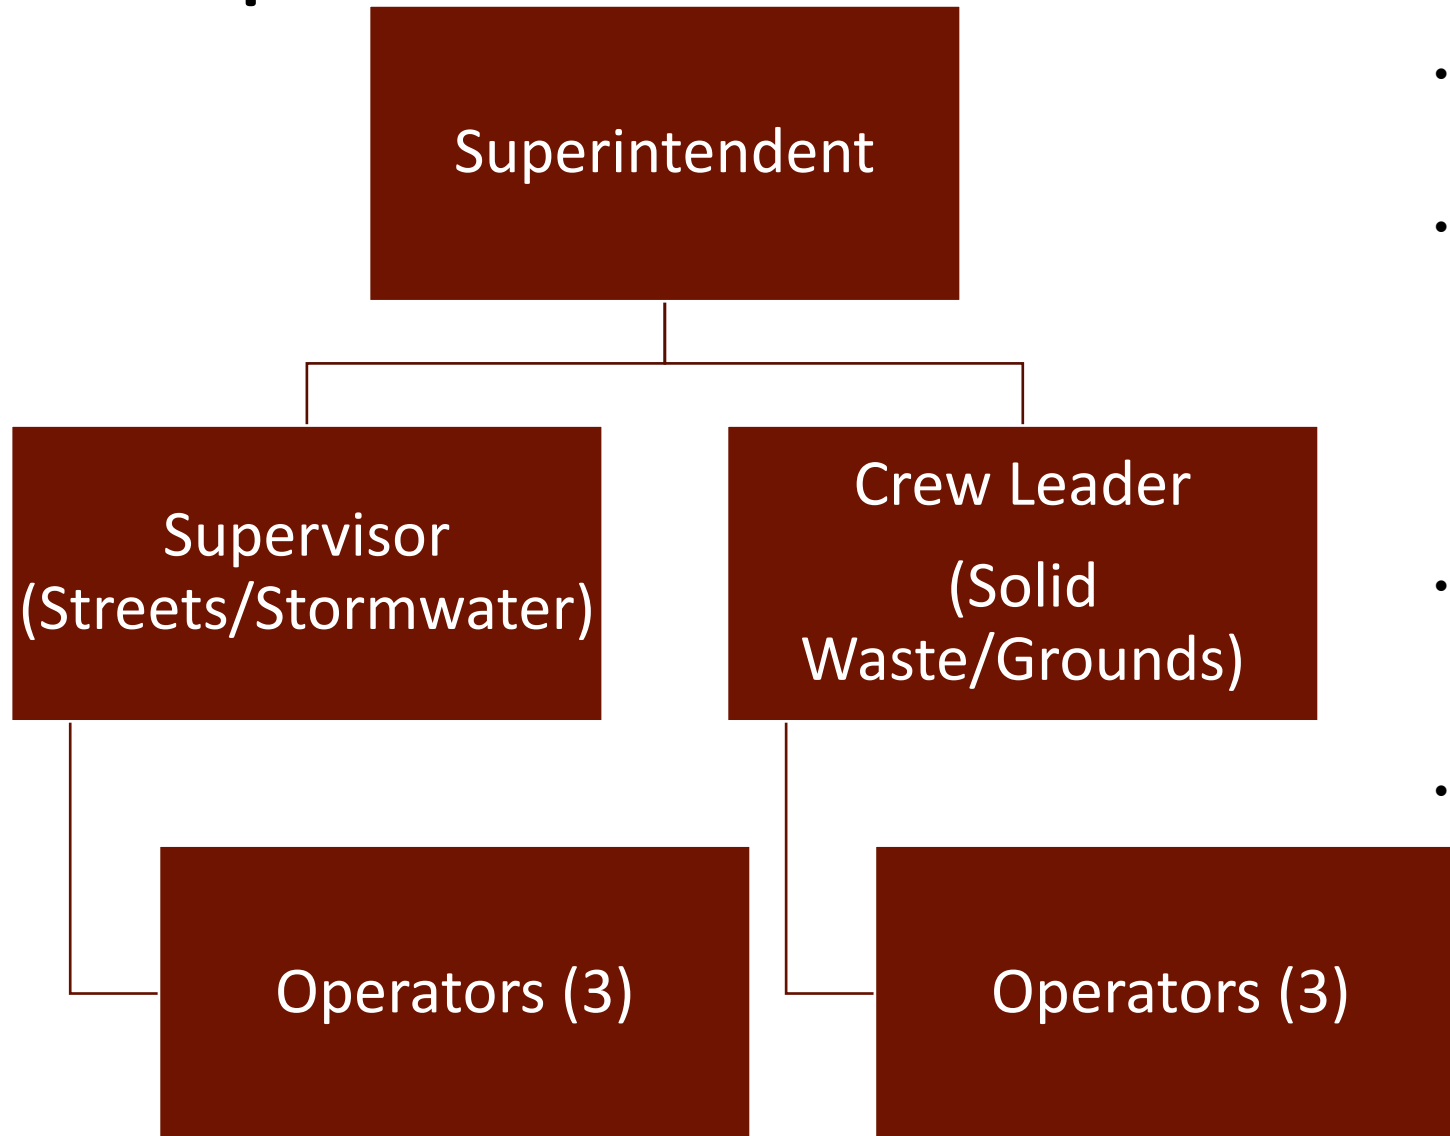 Superintendent
Supervisor
(Streets/Stormwater)
Crew Leader
(Solid
Waste/Grounds)
Operators (3)
Operators (3)